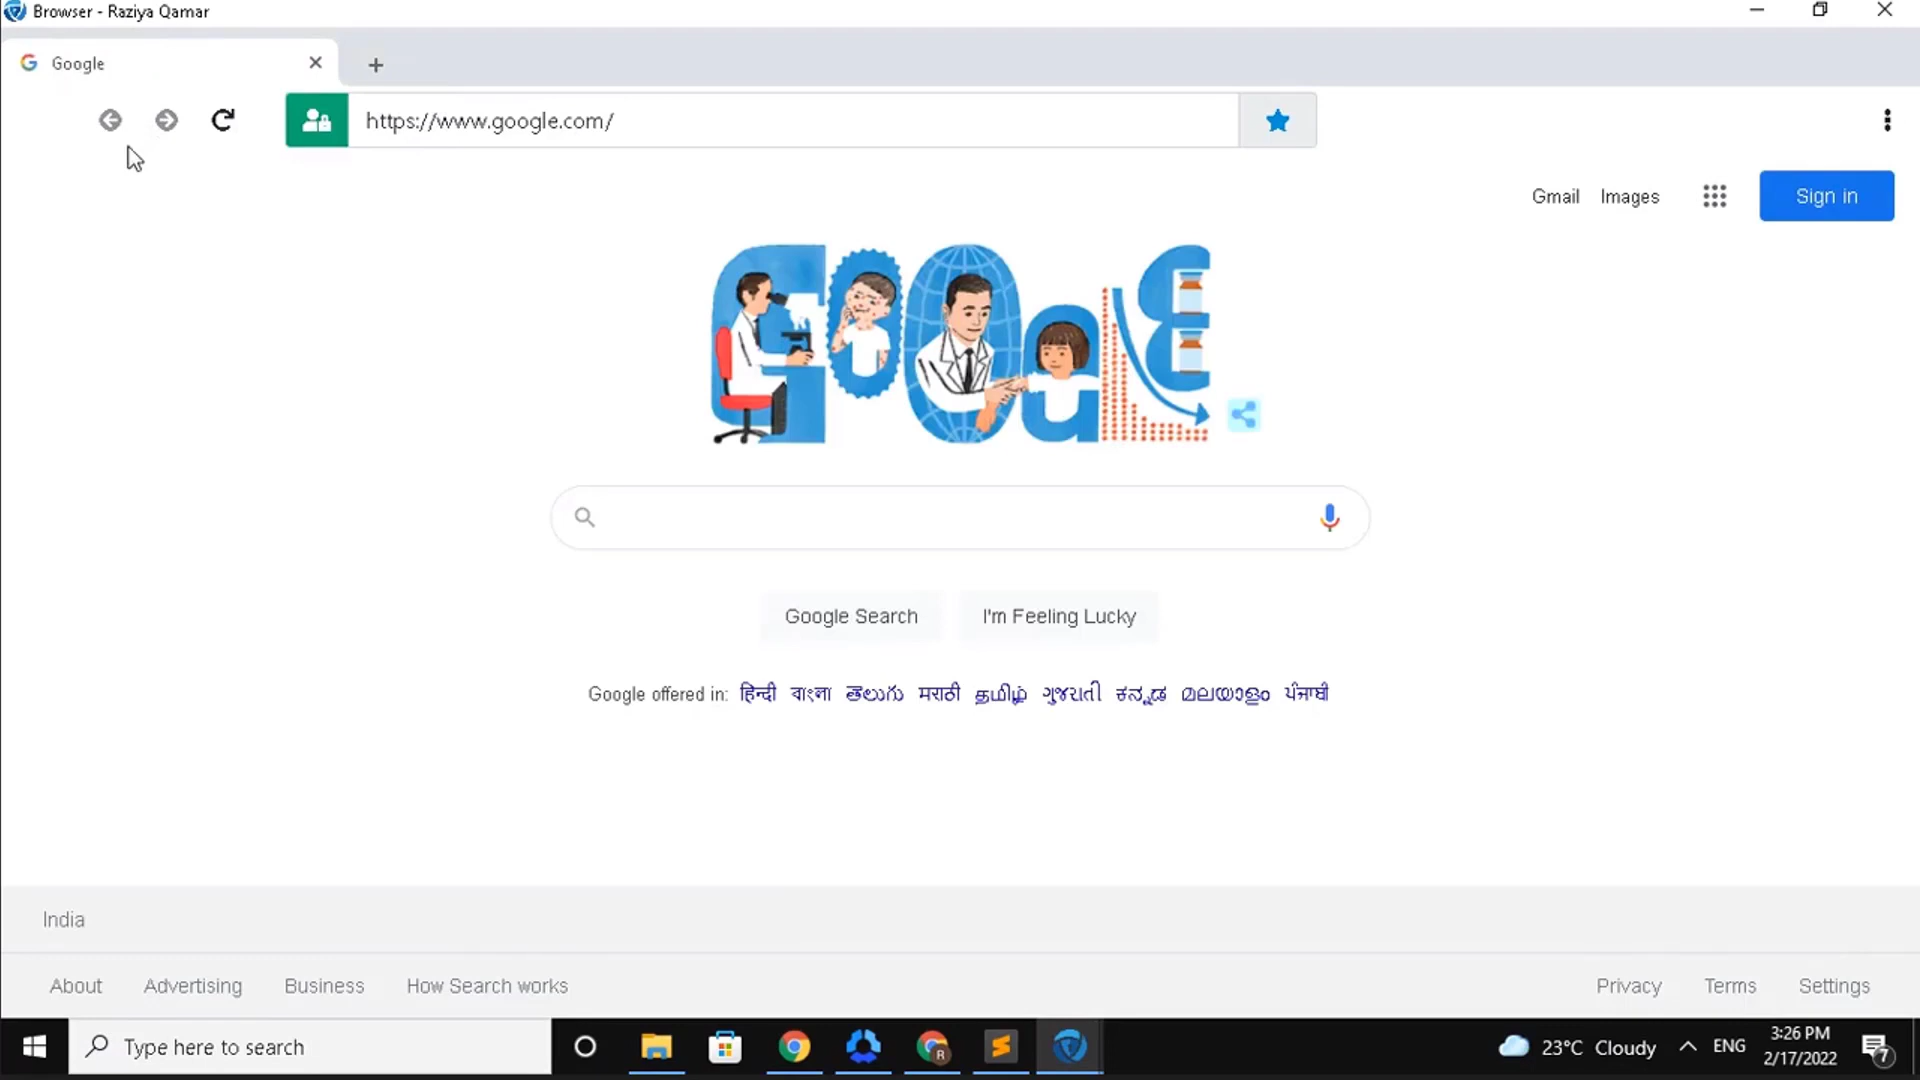 Browser - Raziya Qamar
Google
https://www.google.com/
Gmail Images Sign in
Google
Google Search I'm Feeling Lucky
Google offered in: हिन्दी বাংলা తెలుగు मराठी தமிழ் ગુજરાતી ಕನ್ನಡ മലയാളം ਪੰਜਾਬੀ
India
About Advertising Business How Search works Privacy Terms Settings
Type here to search R 23°C Cloudy ENG 3:26 PM
2/17/2022 7